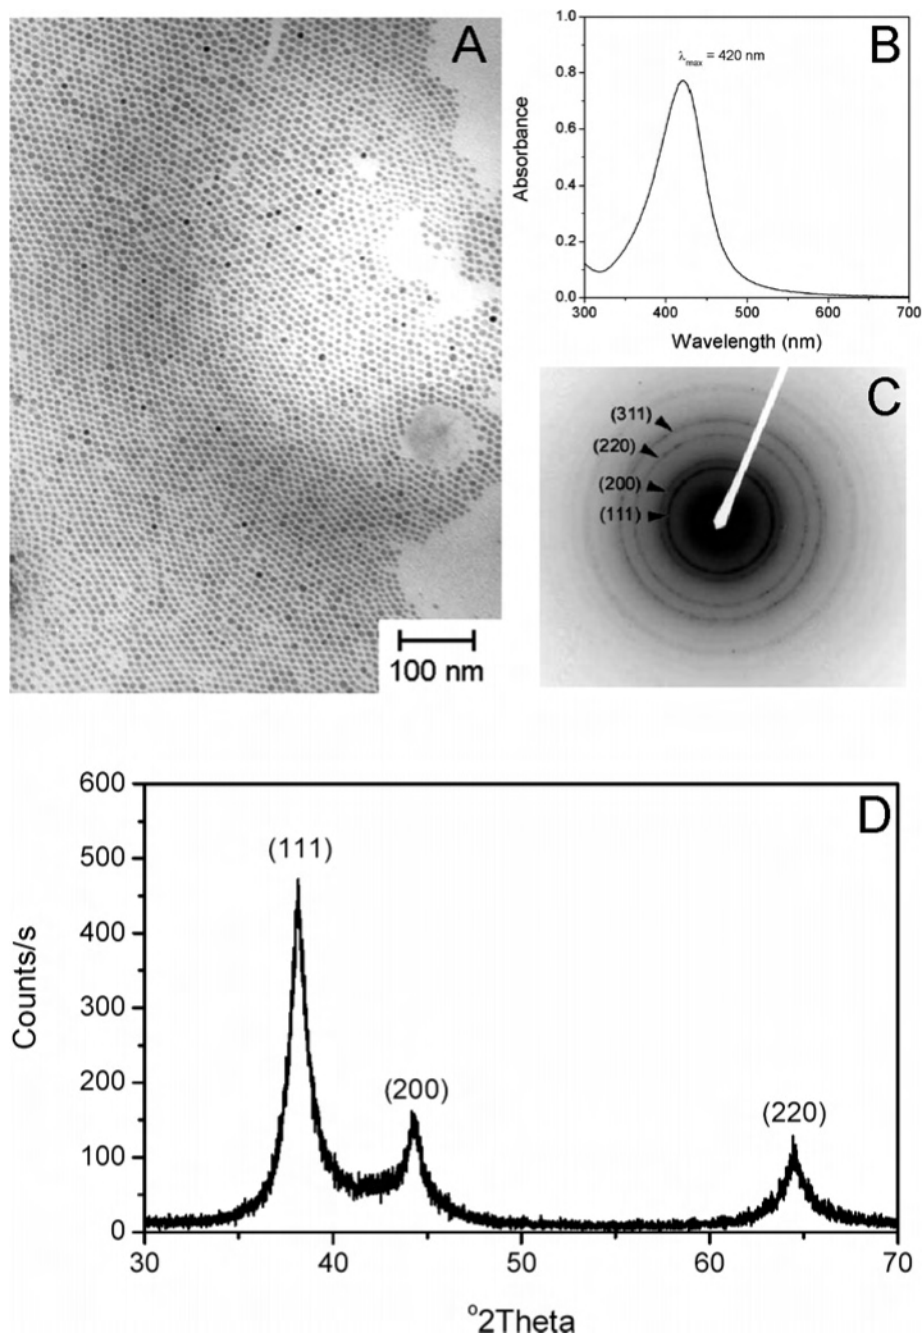 A
100 nm
B
λmax = 420 nm
1.0
0.8
0.6
0.4
0.2
0.0
Absorbance
300 400 500 600 700
Wavelength (nm)
C
(311)
(220)
(200)
(111)
D
600
500
400
300
200
100
0
Counts/s
(111)
(200)
(220)
30 40 50 60 70
°2Theta